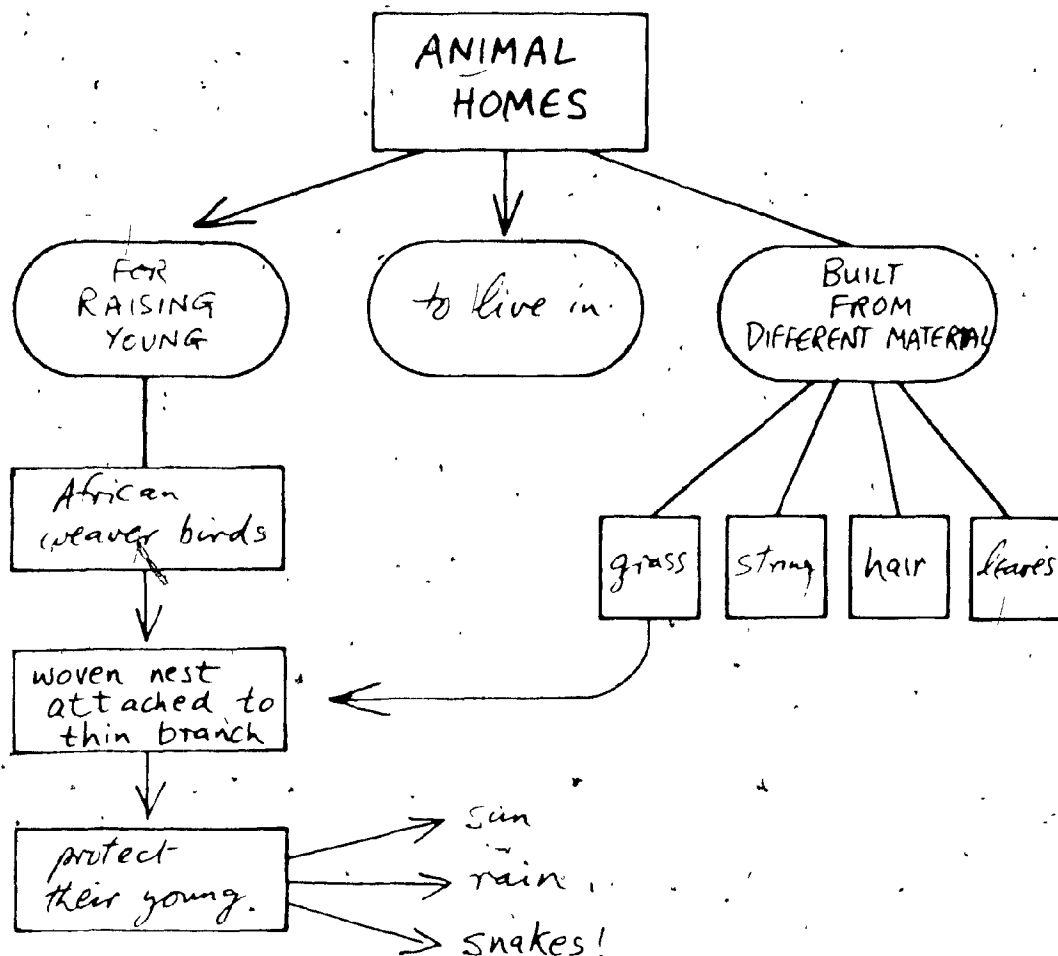 ANIMAL
HOMES
FOR
RAISING
YOUNG
to live in.
BUILT
FROM
DIFFERENT MATERIAL
African
weaver birds
grass
string
hair
leaves
woven nest
attached to
thin branch
protect
their young.
sun
rain
snakes!